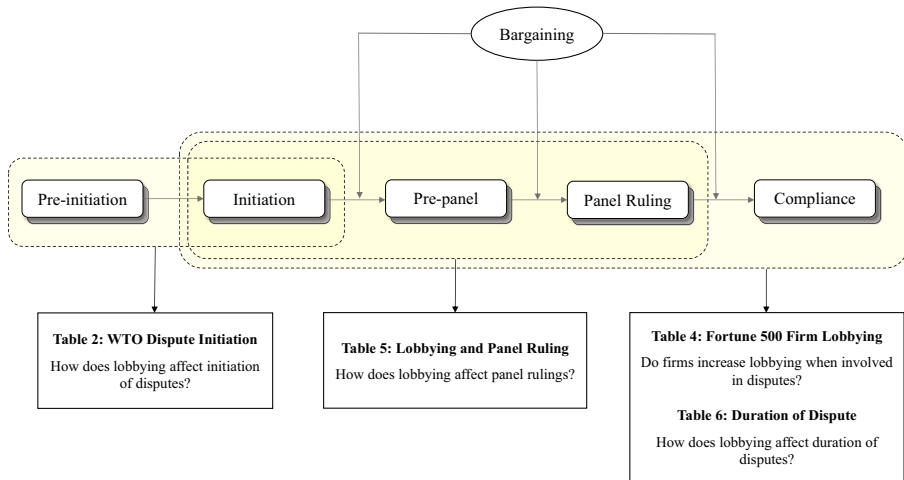 Bargaining
Pre-initiation
Initiation
Pre-panel
Panel Ruling
Compliance
Table 2: WTO Dispute Initiation
How does lobbying affect initiation
of disputes?
Table 5: Lobbying and Panel Ruling
How does lobbying affect panel rulings?
Table 4: Fortune 500 Firm Lobbying
Do firms increase lobbying when involved
in disputes?
Table 6: Duration of Dispute
How does lobbying affect duration of
disputes?